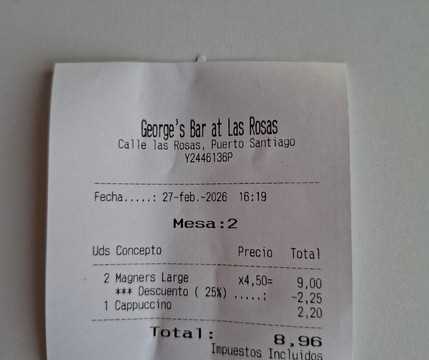 George's Bar at Las Rosas
Calle las Rosas, Puerto Santiago
Y2446136P
Fecha.....: 27-feb.-2026 16:19
Mesa:2
Uds Concepto Precio Total
2 Magners Large x4,50= 9,00
*** Descuento ( 25%) .....: -2,25
1 Cappuccino 2,20
Total: 8,96
Impuestos Incluidos